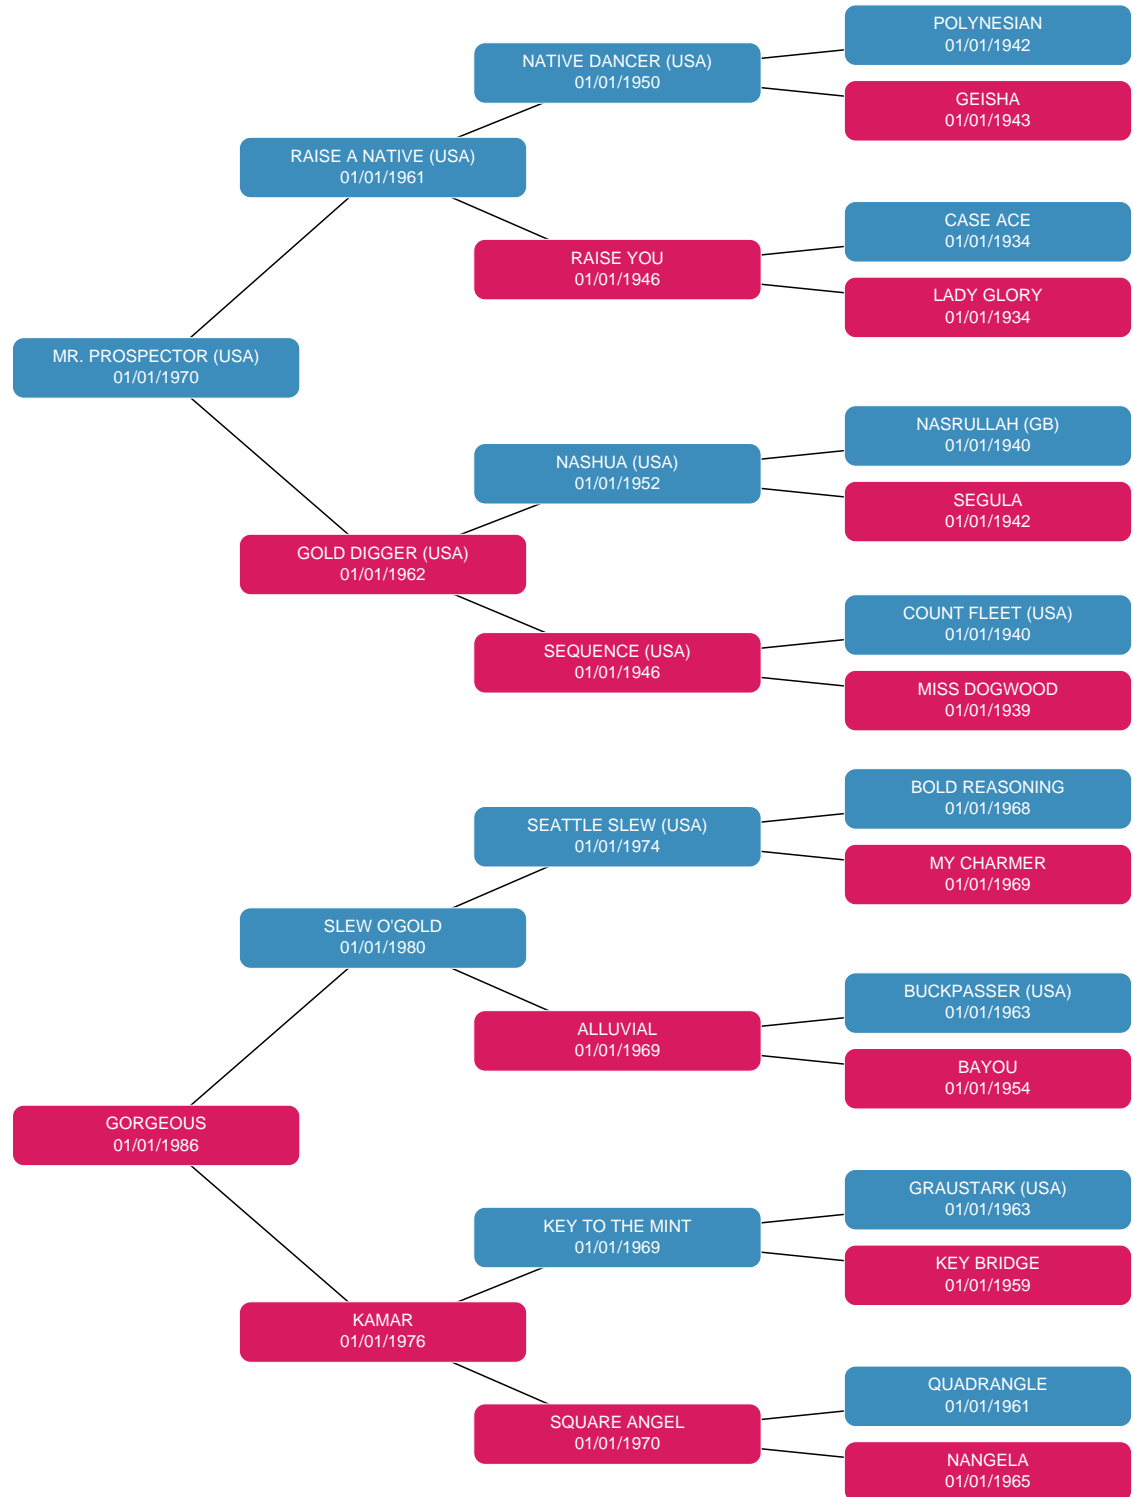 POLYNESIAN
01/01/1942
NATIVE DANCER (USA)
01/01/1950
GEISHA
01/01/1943
RAISE A NATIVE (USA)
01/01/1961
CASE ACE
01/01/1934
RAISE YOU
01/01/1946
LADY GLORY
01/01/1934
MR. PROSPECTOR (USA)
01/01/1970
NASRULLAH (GB)
01/01/1940
NASHUA (USA)
01/01/1952
SEGULA
01/01/1942
GOLD DIGGER (USA)
01/01/1962
COUNT FLEET (USA)
01/01/1940
SEQUENCE (USA)
01/01/1946
MISS DOGWOOD
01/01/1939
BOLD REASONING
01/01/1968
SEATTLE SLEW (USA)
01/01/1974
MY CHARMER
01/01/1969
SLEW O'GOLD
01/01/1980
BUCKPASSER (USA)
01/01/1963
ALLUVIAL
01/01/1969
BAYOU
01/01/1954
GORGEOUS
01/01/1986
GRAUSTARK (USA)
01/01/1963
KEY TO THE MINT
01/01/1969
KEY BRIDGE
01/01/1959
KAMAR
01/01/1976
QUADRANGLE
01/01/1961
SQUARE ANGEL
01/01/1970
NANGELA
01/01/1965